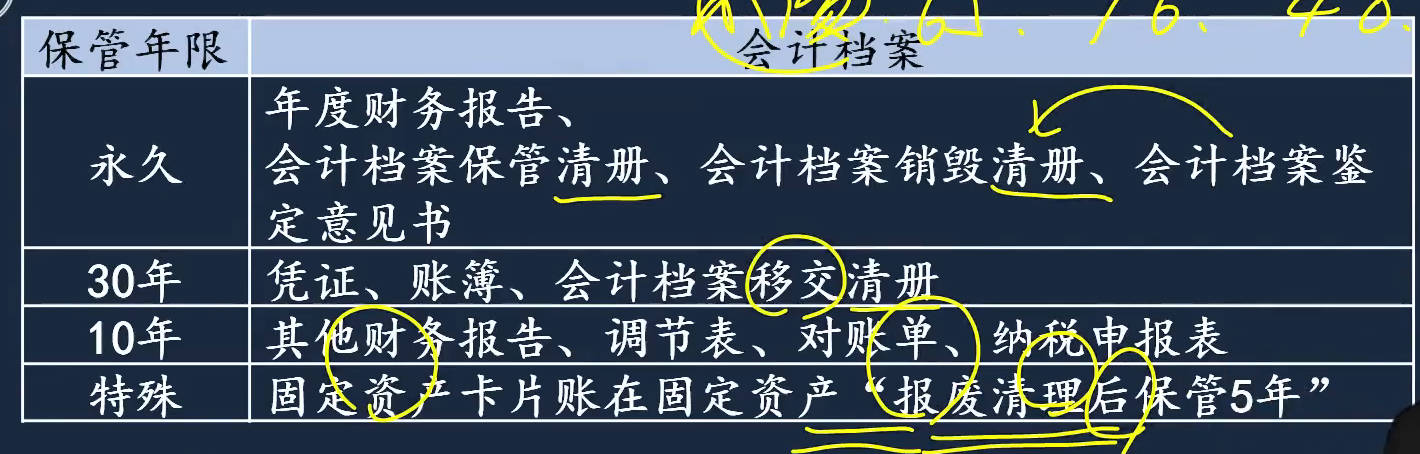 保管年限 会计档案
年度财务报告、
永久 会计档案保管清册、会计档案销毁清册、会计档案鉴
定意见书
30年 凭证、账簿、会计档案移交清册
10年 其他财务报告、调节表、对账单、纳税申报表
特殊 固定资产卡片账在固定资产“报废清理后保管5年”